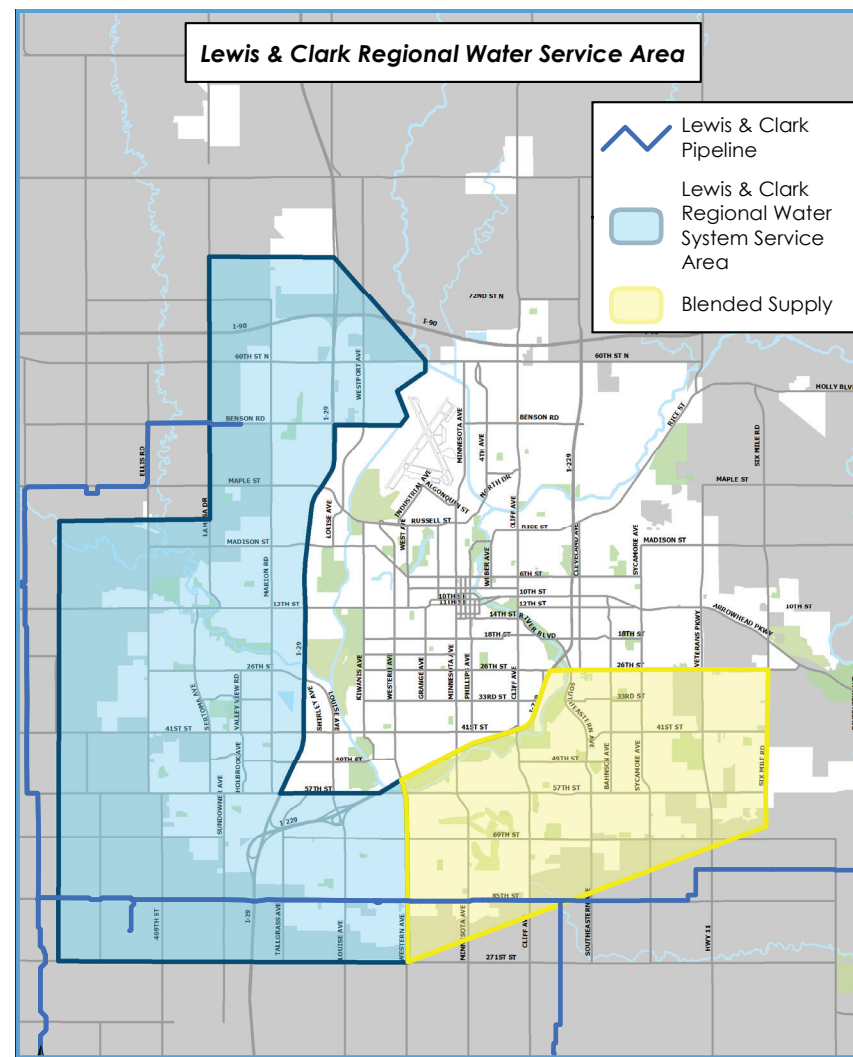 Lewis & Clark Regional Water Service Area
Lewis & Clark
Pipeline
Lewis & Clark
Regional Water
System Service
Area
Blended Supply
72ND ST N
I-90
I-90
60TH ST N
60TH ST N
WESTPORT AVE
HOLLY BLV
I-29
BENSON RD
BENSON RD
MINNESOTA AVE
4TH AVE
RICE ST
ELLIS RD
I-229
SIX MILE RD
MAPLE ST
MAPLE ST
INDUSTRIAL AVE
ALGONQUIN ST
NORTH DR
LOUISE AVE
RUSSELL ST
WEST AVE
CLIFF AVE
RICE ST
MADISON ST
MADISON ST
MARION RD
WEBER AVE
CLEVELAND AVE
SYCAMORE AVE
6TH ST
10TH ST
10TH ST
11TH ST
12TH ST
12TH ST
12TH ST
10TH ST
14TH ST
RIVER BLVD
ARROWHEAD PKWY
VETERANS PKWY
18TH ST
18TH ST
I-29
26TH ST
26TH ST
26TH ST
KIWANIS AVE
WESTERN AVE
GRANGE AVE
MINNESOTA AVE
PHILLIPS AVE
CLIFF AVE
SERTOMA AVE
VALLEY VIEW RD
SHIRLEY AVE
LOUISE AVE
33RD ST
33RD ST
I-229
SOUTHEASTERN AVE
41ST ST
41ST ST
41ST ST
49TH ST
49TH ST
HOLBROOK AVE
SUNDOWNER AVE
BAHNSON AVE
SYCAMORE AVE
SIX MILE RD
57TH ST
57TH ST
I-229
69TH ST
85TH ST
469TH ST
I-29
TALLGRASS AVE
LOUISE AVE
WESTERN AVE
MINNESOTA AVE
CLIFF AVE
SOUTHEASTERN AVE
HWY 11
271ST ST